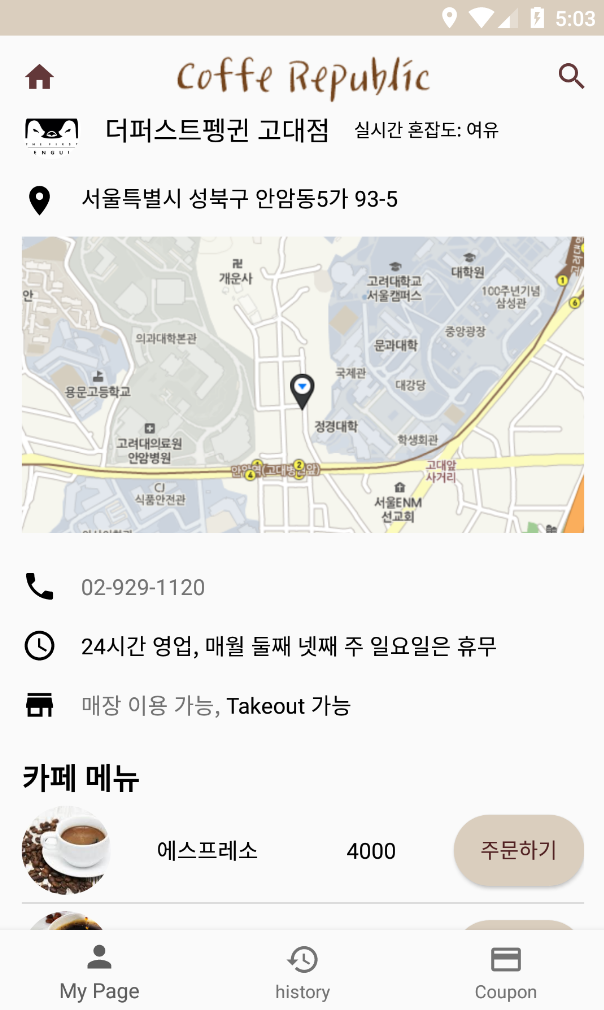 5:03
Coffe Republic
THE FIRST
더퍼스트펭귄 고대점 실시간 혼잡도: 여유
서울특별시 성북구 안암동5가 93-5
개운사
고려대학교
서울캠퍼스
대학원
100주년기념
삼성관
의과대학본관
중앙광장
문과대학
국제관
대강당
용문고등학교
정경대학
학생회관
고려대의료원
안암병원
고대앞
사거리
CJ
식품안전관
서울ENM
선교회
02-929-1120
24시간 영업, 매월 둘째 넷째 주 일요일은 휴무
매장 이용 가능, Takeout 가능
카페 메뉴
에스프레소 4000 주문하기
My Page history Coupon